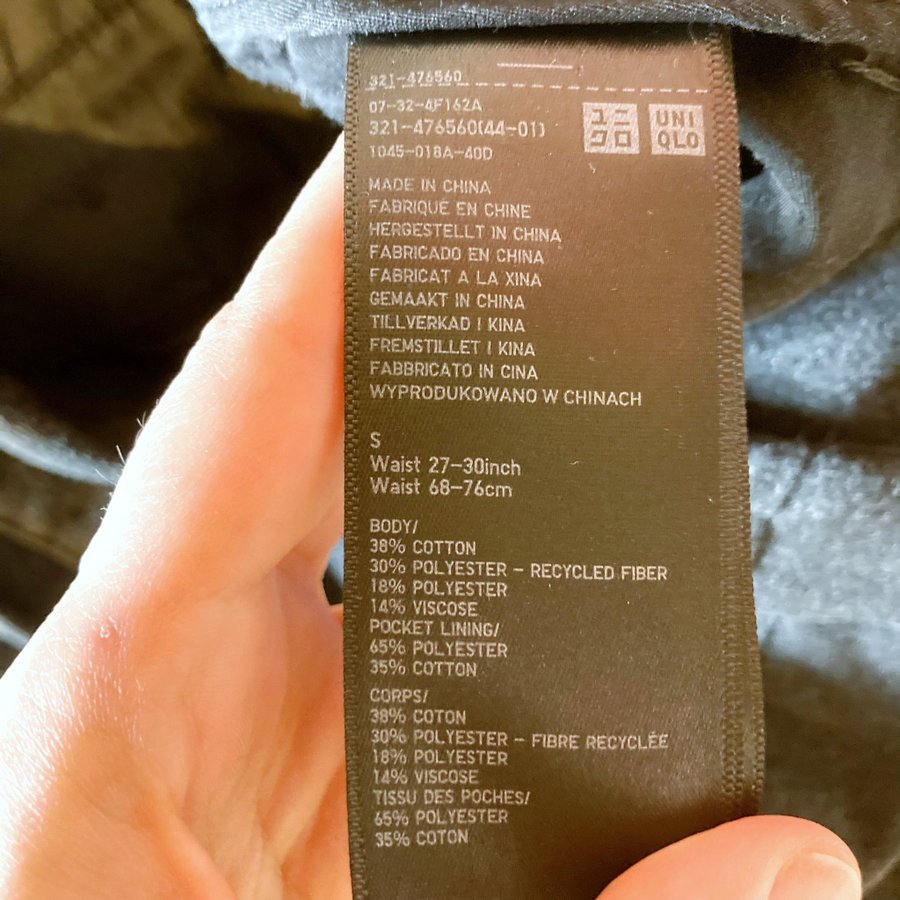 321-476560
07-32-4F162A
321-476560(44-01)
1045-018A-40D
ユニ
クロ
UNI
QLO
MADE IN CHINA
FABRIQUÉ EN CHINE
HERGESTELLT IN CHINA
FABRICADO EN CHINA
FABRICAT A LA XINA
GEMAAKT IN CHINA
TILLVERKAD I KINA
FREMSTILLET I KINA
FABBRICATO IN CINA
WYPRODUKOWANO W CHINACH
S
Waist 27-30inch
Waist 68-76cm
BODY/
38% COTTON
30% POLYESTER - RECYCLED FIBER
18% POLYESTER
14% VISCOSE
POCKET LINING/
65% POLYESTER
35% COTTON
CORPS/
38% COTON
30% POLYESTER - FIBRE RECYCLÉE
18% POLYESTER
14% VISCOSE
TISSU DES POCHES/
65% POLYESTER
35% COTON